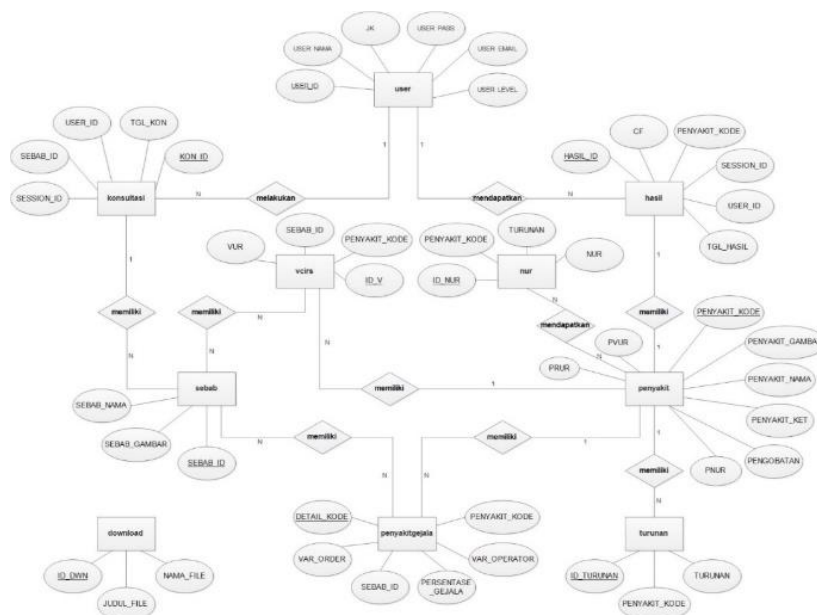 JK
USER_PASS
USER_NAMA
USER_EMAIL
USER_ID
user
USER_LEVEL
USER_ID
TGL_KON
SEBAB_ID
KON_ID
SESSION_ID
konsultasi
N
melakukan
1
1
mendapatkan
N
CF
PENYAKIT_KODE
HASIL_ID
SESSION_ID
hasil
USER_ID
TGL_HASIL
SEBAB_ID
VUR
PENYAKIT_KODE
vcirs
ID_V
TURUNAN
PENYAKIT_KODE
NUR
ID_NUR
nur
1
memiliki
N
N
memiliki
N
N
mendapatkan
N
1
memiliki
1
PENYAKIT_KODE
PVUR
PRUR
PENYAKIT_GAMBA
PENYAKIT_NAMA
penyakit
PENYAKIT_KET
PENGOBATAN
PNUR
N
memiliki
1
sebab
SEBAB_NAMA
SEBAB_GAMBAR
SEBAB_ID
N
memiliki
N
memiliki
1
N
1
memiliki
N
download
ID_DWN
NAMA_FILE
JUDUL_FILE
DETAIL_KODE
PENYAKIT_KODE
penyakitgejala
VAR_ORDER
VAR_OPERATOR
SEBAB_ID
PERSENTASE
_GEJALA
turunan
ID_TURUNAN
TURUNAN
PENYAKIT_KODE